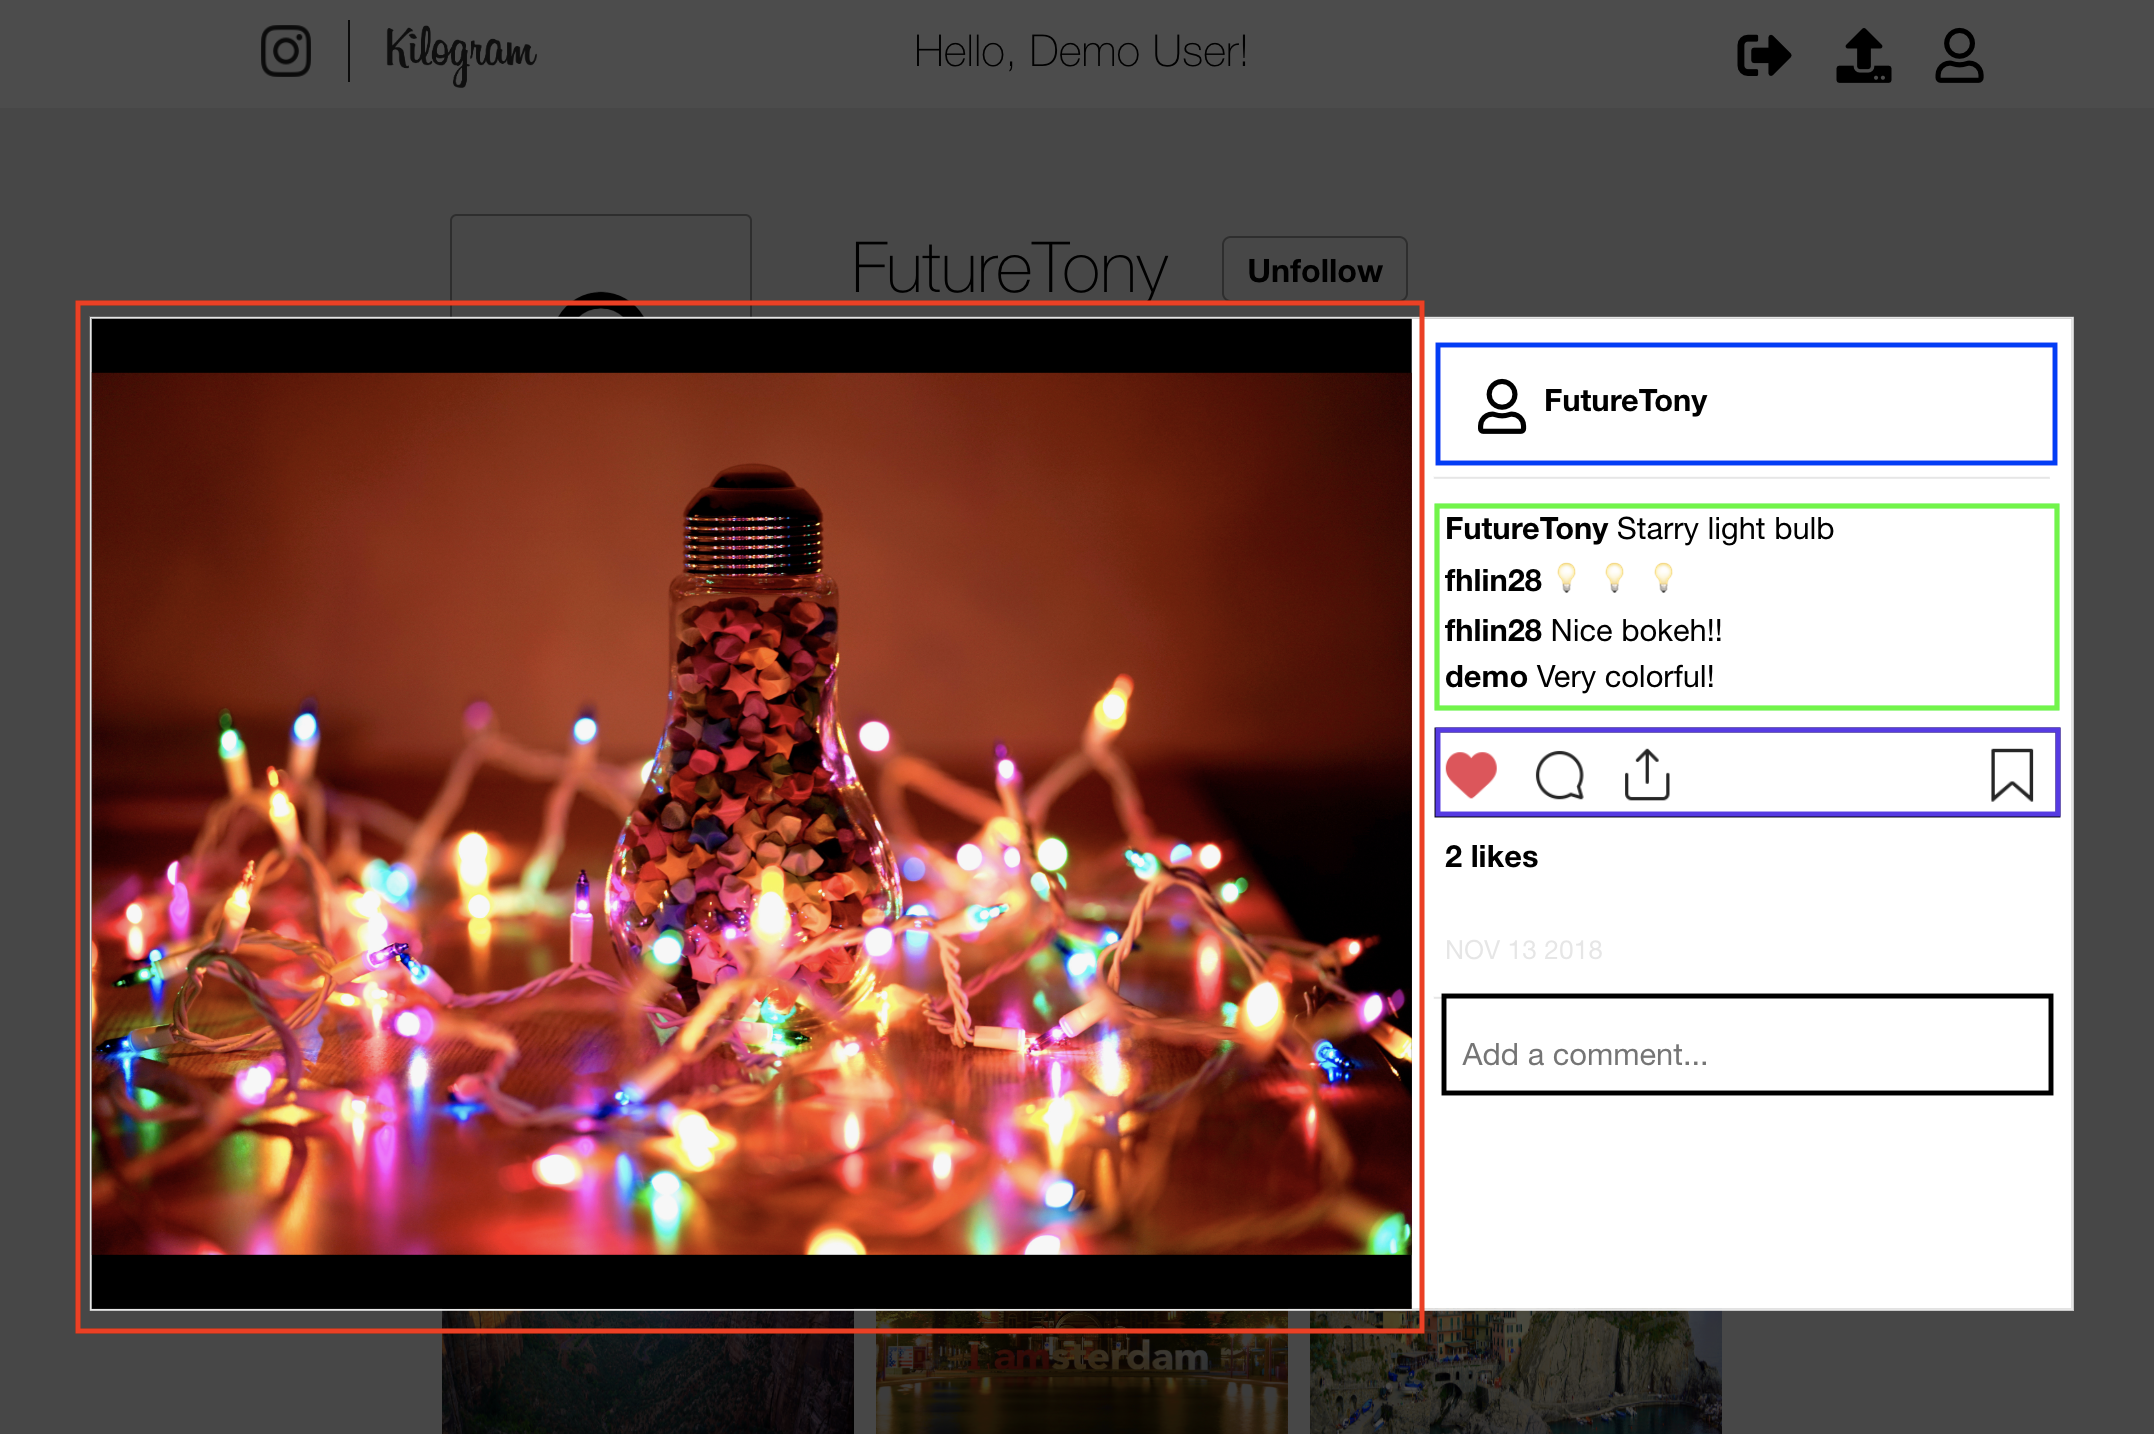 Kilogram
Hello, Demo User!
FutureTony
Unfollow
FutureTony
FutureTony Starry light bulb
fhlin28 💡 💡 💡
fhlin28 Nice bokeh!!
demo Very colorful!
2 likes
NOV 13 2018
Add a comment...
I amsterdam